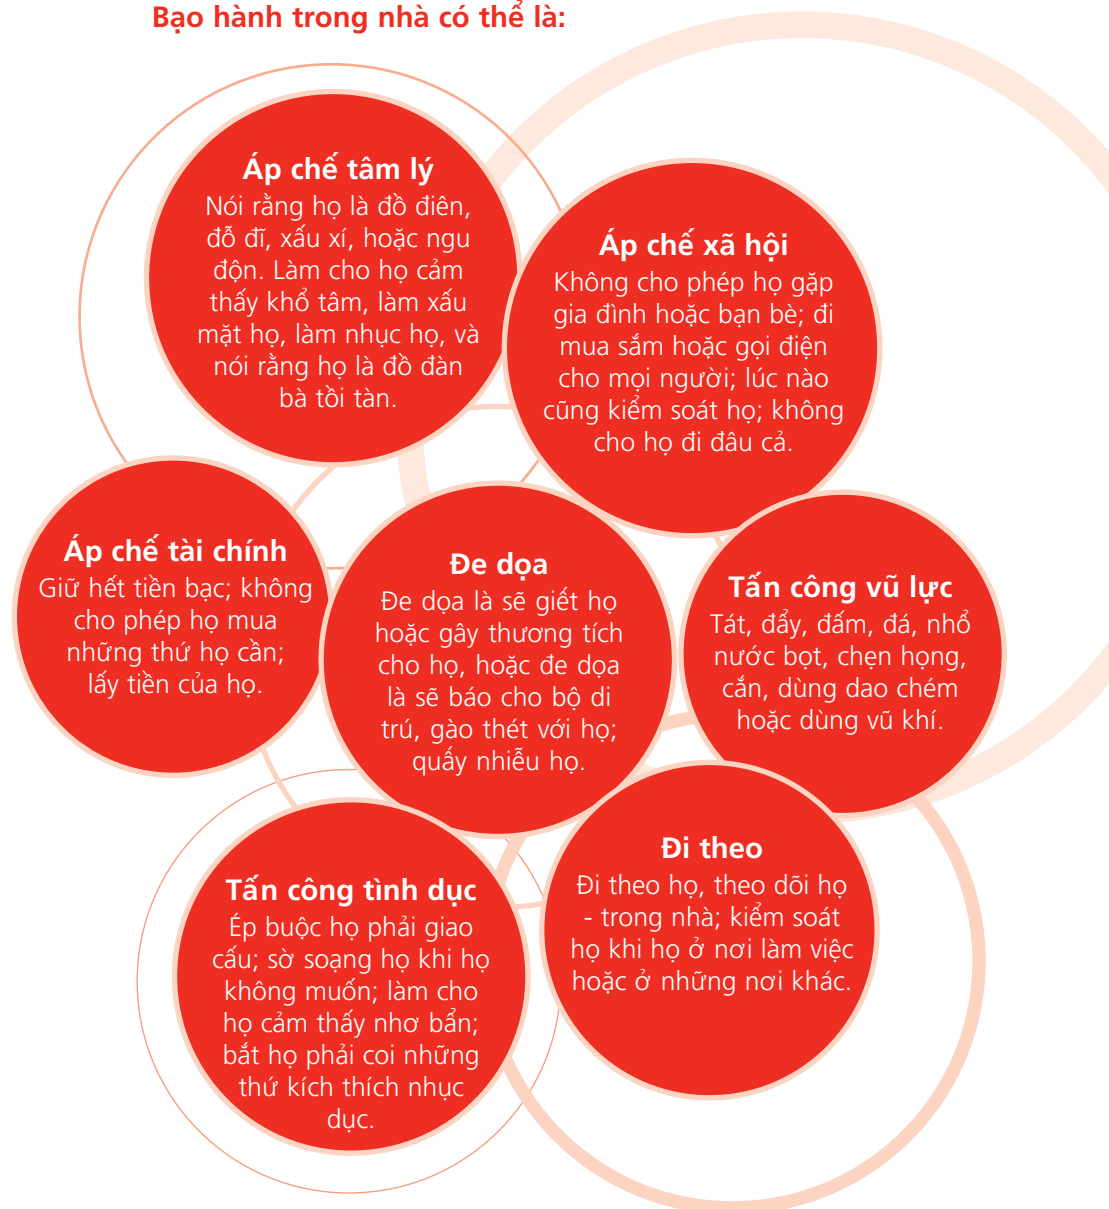 Bạo hành trong nhà có thể là:
Áp chế tâm lý
Nói rằng họ là đồ điên,
đỗ đĩ, xấu xí, hoặc ngu
độn. Làm cho họ cảm
thấy khổ tâm, làm xấu
mặt họ, làm nhục họ, và
nói rằng họ là đồ đàn
bà tồi tàn.
Áp chế xã hội
Không cho phép họ gặp
gia đình hoặc bạn bè; đi
mua sắm hoặc gọi điện
cho mọi người; lúc nào
cũng kiểm soát họ; không
cho họ đi đâu cả.
Áp chế tài chính
Giữ hết tiền bạc; không
cho phép họ mua
những thứ họ cần;
lấy tiền của họ.
Đe dọa
Đe dọa là sẽ giết họ
hoặc gây thương tích
cho họ, hoặc đe dọa
là sẽ báo cho bộ di
trú, gào thét với họ;
quấy nhiễu họ.
Tấn công vũ lực
Tát, đẩy, đấm, đá, nhổ
nước bọt, chẹn họng,
cắn, dùng dao chém
hoặc dùng vũ khí.
Tấn công tình dục
Ép buộc họ phải giao
cấu; sờ soạng họ khi họ
không muốn; làm cho
họ cảm thấy nhơ bẩn;
bắt họ phải coi những
thứ kích thích nhục
dục.
Đi theo
Đi theo họ, theo dõi họ
- trong nhà; kiểm soát
họ khi họ ở nơi làm việc
hoặc ở những nơi khác.